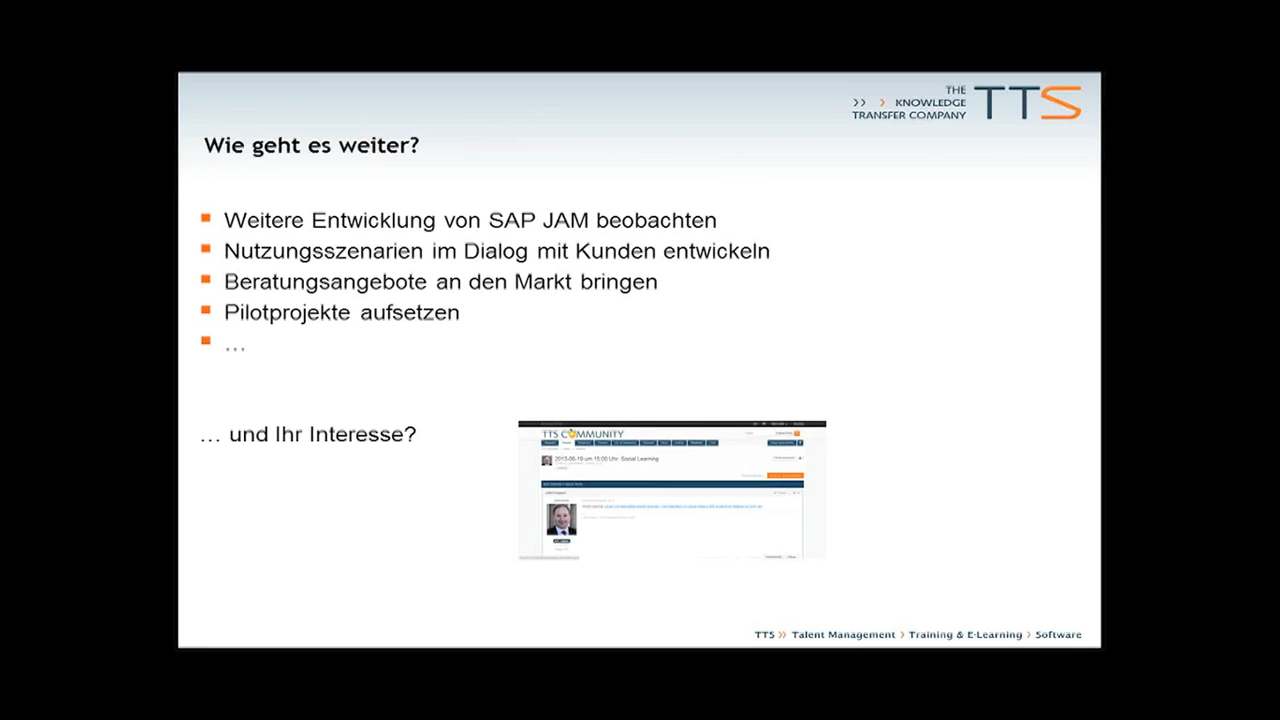 THE
>> > KNOWLEDGE
TRANSFER COMPANY
TTS
Wie geht es weiter?
Weitere Entwicklung von SAP JAM beobachten
Nutzungsszenarien im Dialog mit Kunden entwickeln
Beratungsangebote an den Markt bringen
Pilotprojekte aufsetzen
…
… und Ihr Interesse?
TTS COMMUNITY
2013-06-19 um 15:00 Uhr: Social Learning
TTS >> Talent Management > Training & E-Learning > Software